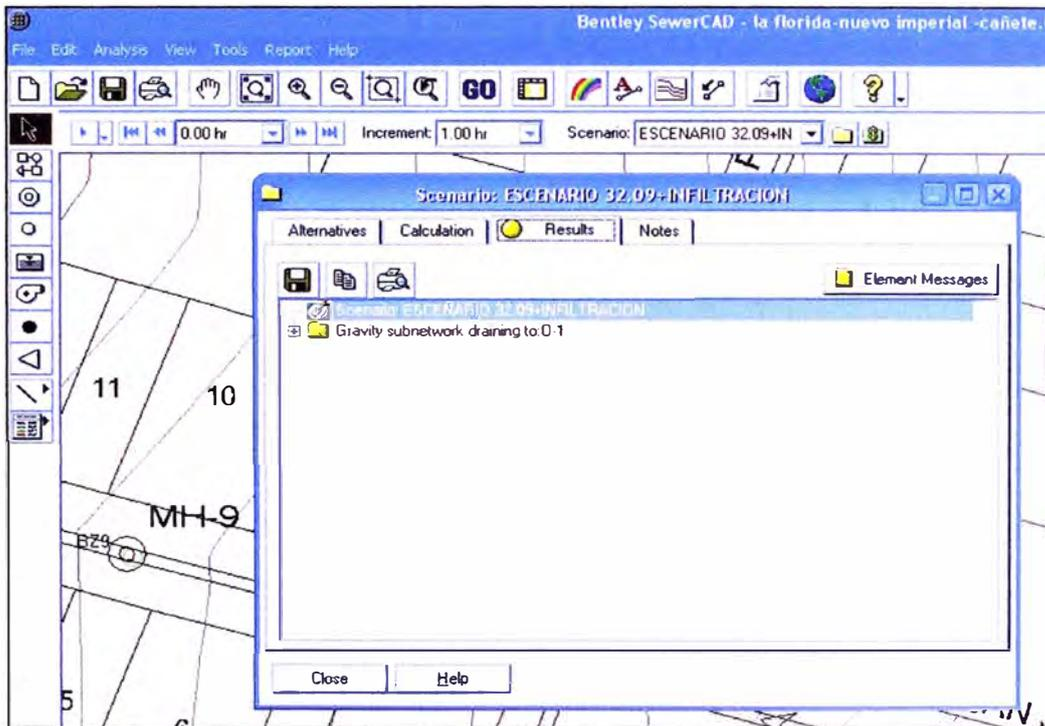 Bentley SewerCAD - la florida-nuevo imperial -cañete.
File Edit Analysis View Tools Report Help
GO
0.00 hr Increment: 1.00 hr Scenario: ESCENARIO 32.09+IN
Scenario: ESCENARIO 32.09+INFILTRACION
Alternatives Calculation Results Notes
Element Messages
Scenario: ESCENARIO 32.09+INFILTRACION
Gravity subnetwork draining to:O-1
11
10
MH-9
BZ9
5
6
Close Help